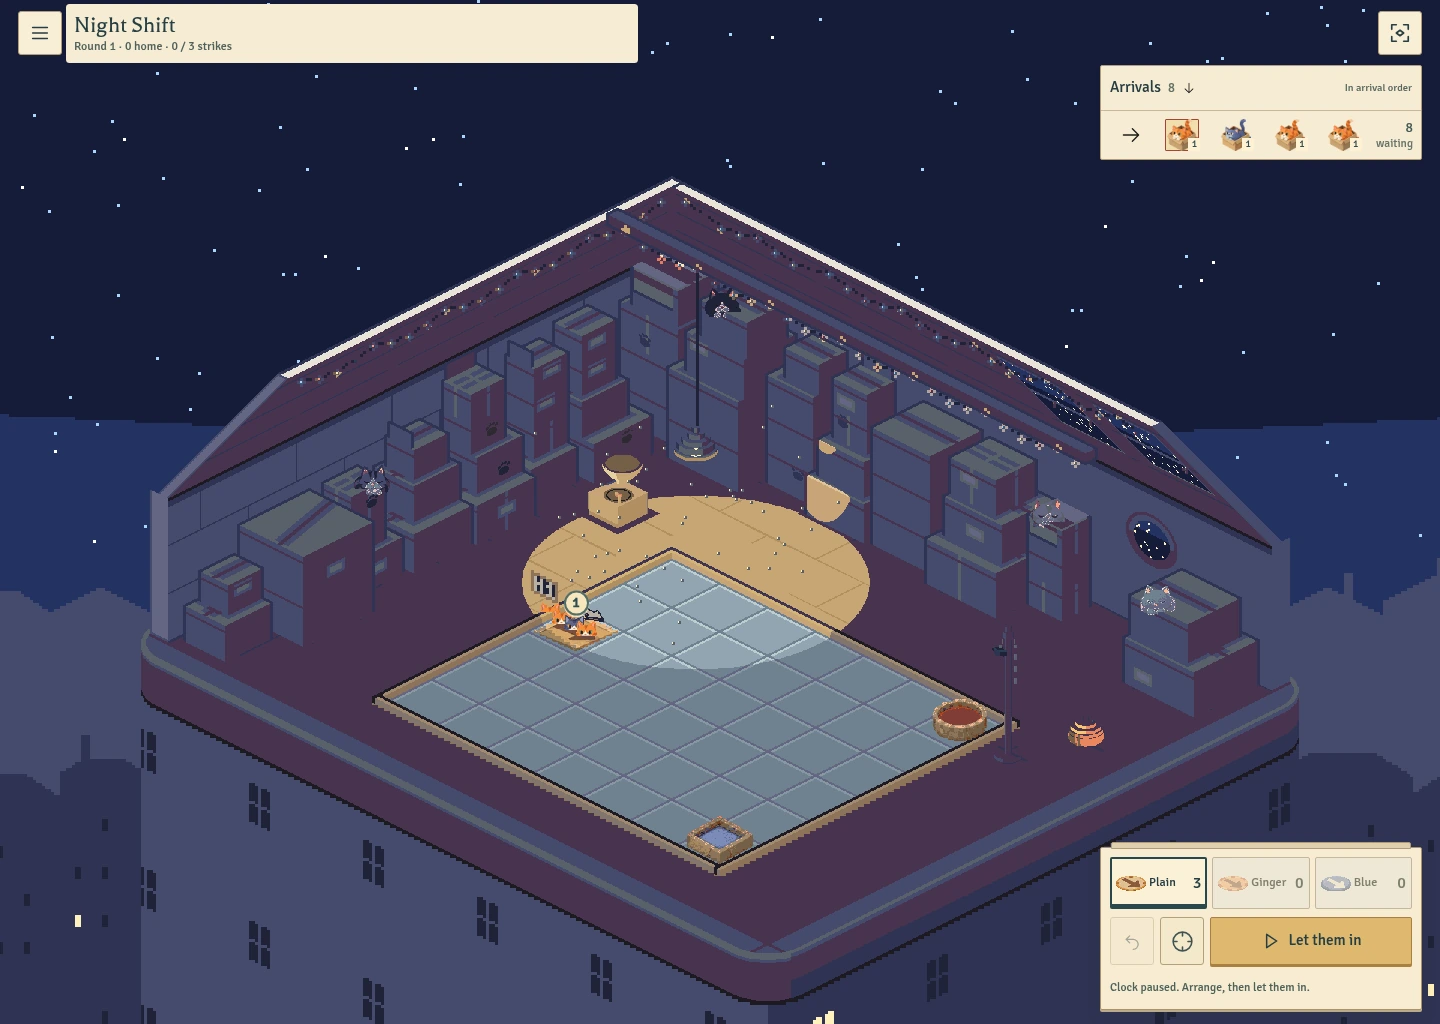 Night Shift
Round 1 · 0 home · 0 / 3 strikes
Arrivals 8 ↓ In arrival order
1 1 1 1 8
waiting
1
Plain 3 Ginger 0 Blue 0
Let them in
Clock paused. Arrange, then let them in.